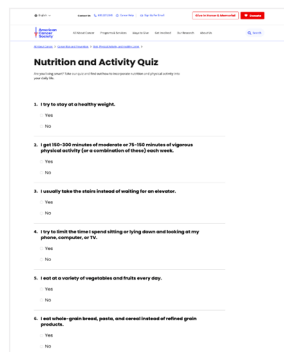 American
Cancer
Society
Donate
Nutrition and Activity Quiz
1. I try to stay at a healthy weight.
Yes
No
2. I get 150-300 minutes of moderate or 75-150 minutes of vigorous
physical activity (or a combination of these) each week.
Yes
No
3. I usually take the stairs instead of waiting for an elevator.
Yes
No
4. I try to limit the time I spend sitting or lying down and looking at my
phone, computer, or TV.
Yes
No
5. I eat a variety of vegetables and fruits every day.
Yes
No
6. I eat whole-grain bread, pasta, and cereal instead of refined grain
products.
Yes
No